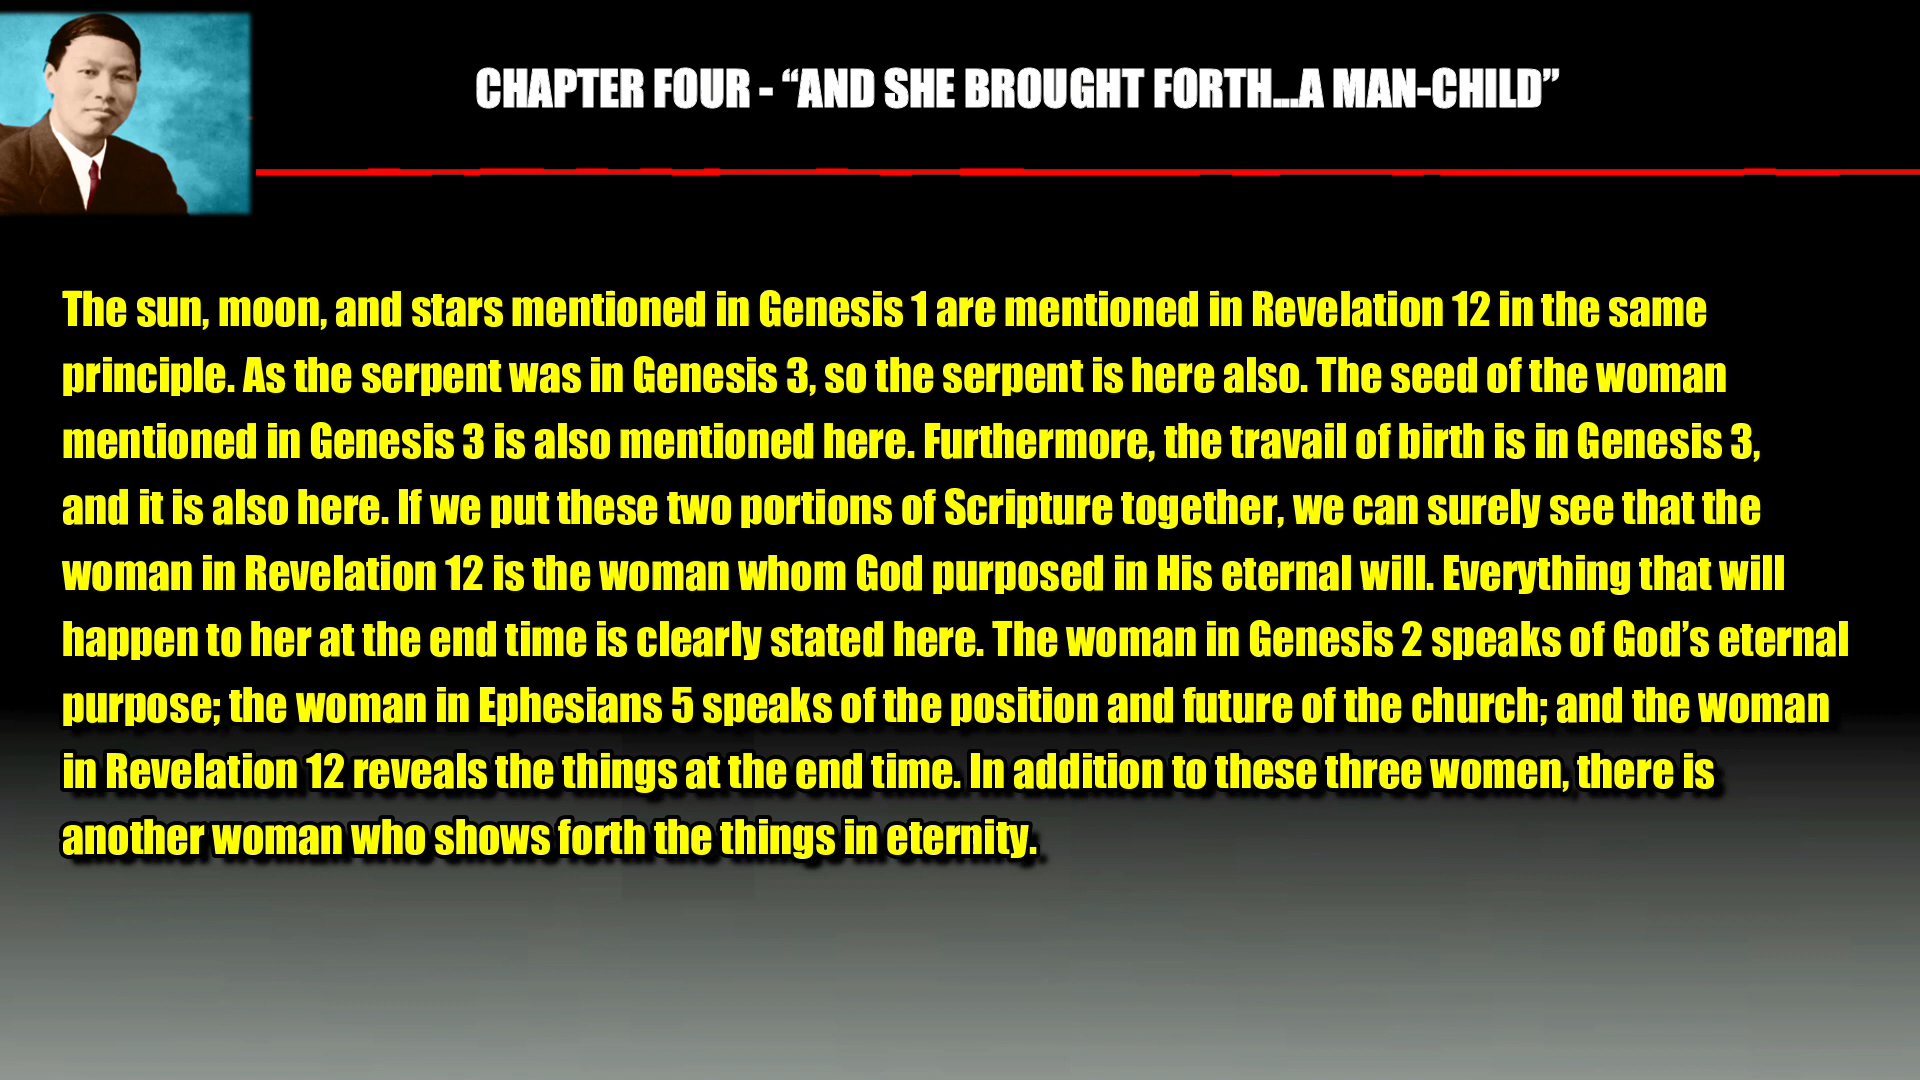 CHAPTER FOUR - “AND SHE BROUGHT FORTH...A MAN-CHILD”
The sun, moon, and stars mentioned in Genesis 1 are mentioned in Revelation 12 in the same
principle. As the serpent was in Genesis 3, so the serpent is here also. The seed of the woman
mentioned in Genesis 3 is also mentioned here. Furthermore, the travail of birth is in Genesis 3,
and it is also here. If we put these two portions of Scripture together, we can surely see that the
woman in Revelation 12 is the woman whom God purposed in His eternal will. Everything that will
happen to her at the end time is clearly stated here. The woman in Genesis 2 speaks of God’s eternal
purpose; the woman in Ephesians 5 speaks of the position and future of the church; and the woman
in Revelation 12 reveals the things at the end time. In addition to these three women, there is
another woman who shows forth the things in eternity.